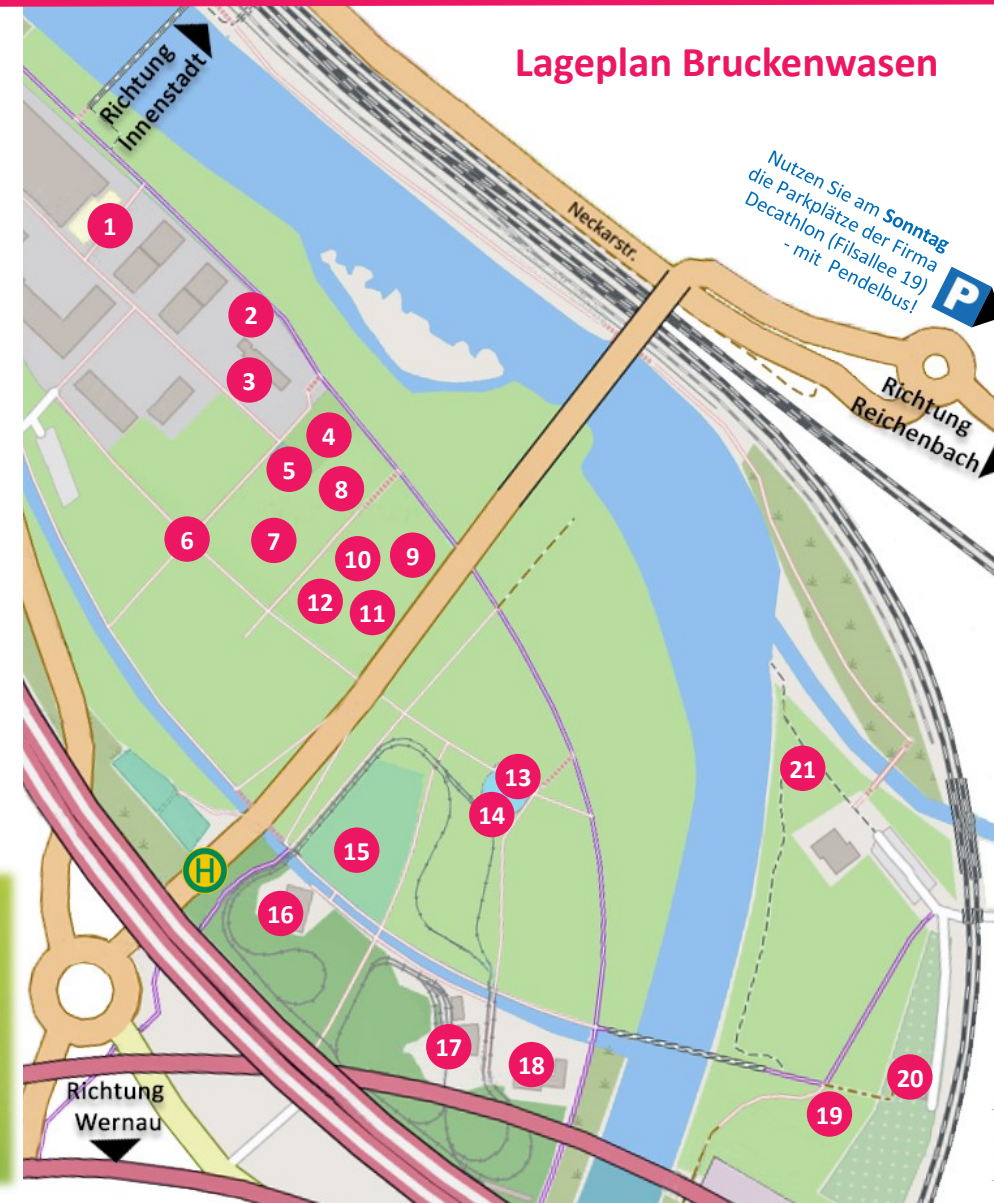 Lageplan Bruckenwasen
Richtung
Innenstadt
Nutzen Sie am Sonntag
die Parkplätze der Firma
Decathlon (Filsallee 19)
- mit Pendelbus!
P
Neckarstr.
Richtung
Reichenbach
1
2
3
4
5
8
6
7
10
9
12
11
13
14
21
15
H
16
17
18
20
19
Richtung
Wernau